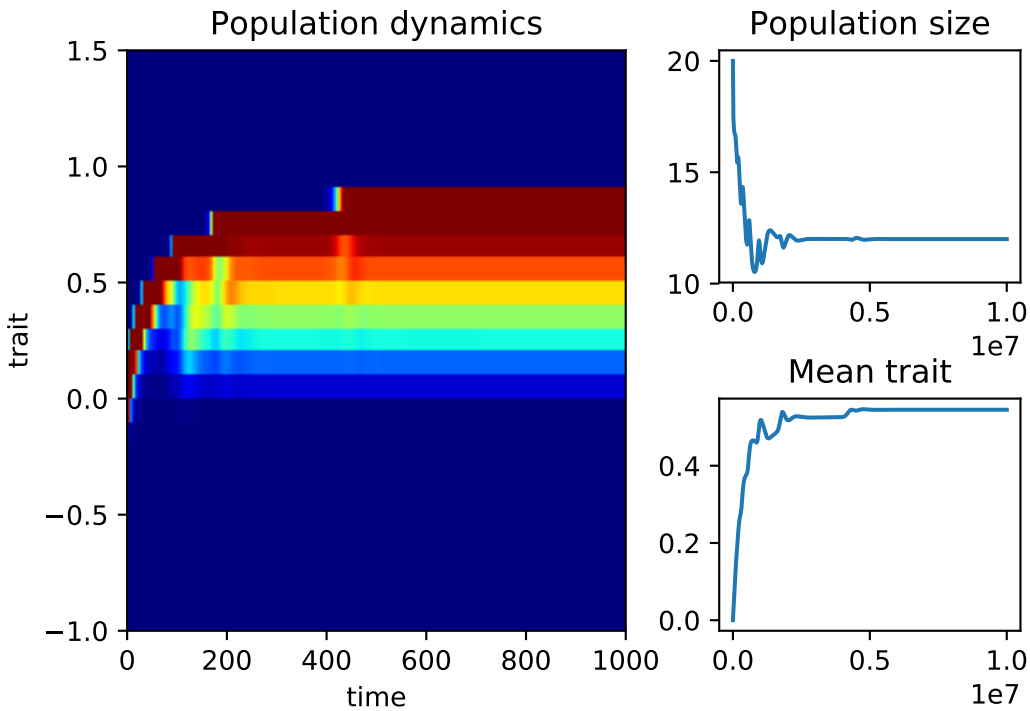 Population dynamics
1.5
1.0
0.5
0.0
−0.5
−1.0
trait
0 200 400 600 800 1000
time
Population size
20
15
10
0.0 0.5 1.0
1e7
Mean trait
0.4
0.2
0.0
0.0 0.5 1.0
1e7